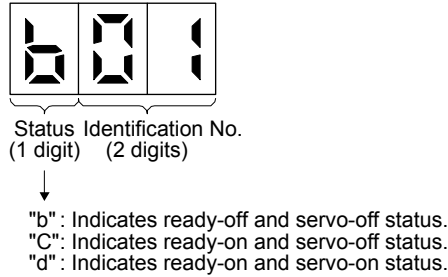 b01
Status Identification No.
(1 digit) (2 digits)
"b" : Indicates ready-off and servo-off status.
"C": Indicates ready-on and servo-off status.
"d" : Indicates ready-on and servo-on status.